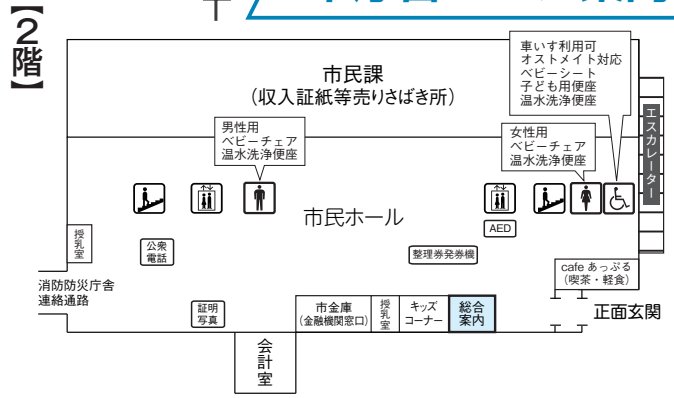 【2階】
市民課
(収入証紙等売りさばき所)
車いす利用可
オストメイト対応
ベビーシート
子ども用便座
温水洗浄便座
男性用
ベビーチェア
温水洗浄便座
女性用
ベビーチェア
温水洗浄便座
エスカレーター
市民ホール
AED
授乳室
公衆
電話
整理券発券機
cafe あっぷる
(喫茶・軽食)
消防防災庁舎
連絡通路
証明
写真
市金庫
(金融機関窓口)
授乳室
キッズ
コーナー
総合
案内
正面玄関
会計室